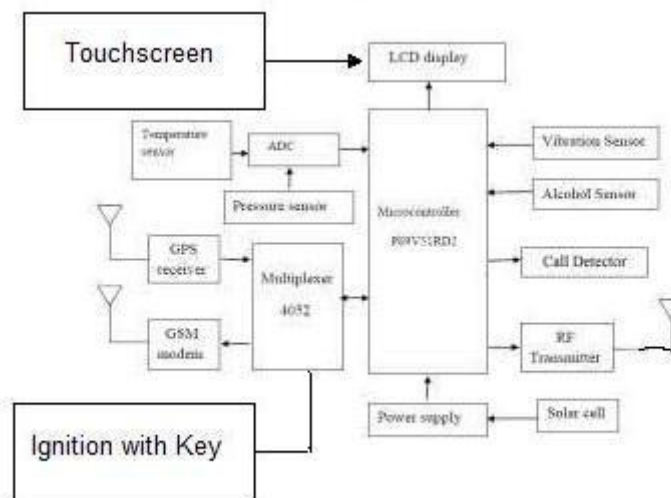 Touchscreen
LCD display
Temperature
sensor
ADC
Vibration Sensor
Pressure sensor
Alcohol Sensor
Microcontroller
P89V51RD2
GPS
receiver
Multiplexer
4052
Call Detector
GSM
modem
RF
Transmitter
Ignition with Key
Power supply
Solar cell